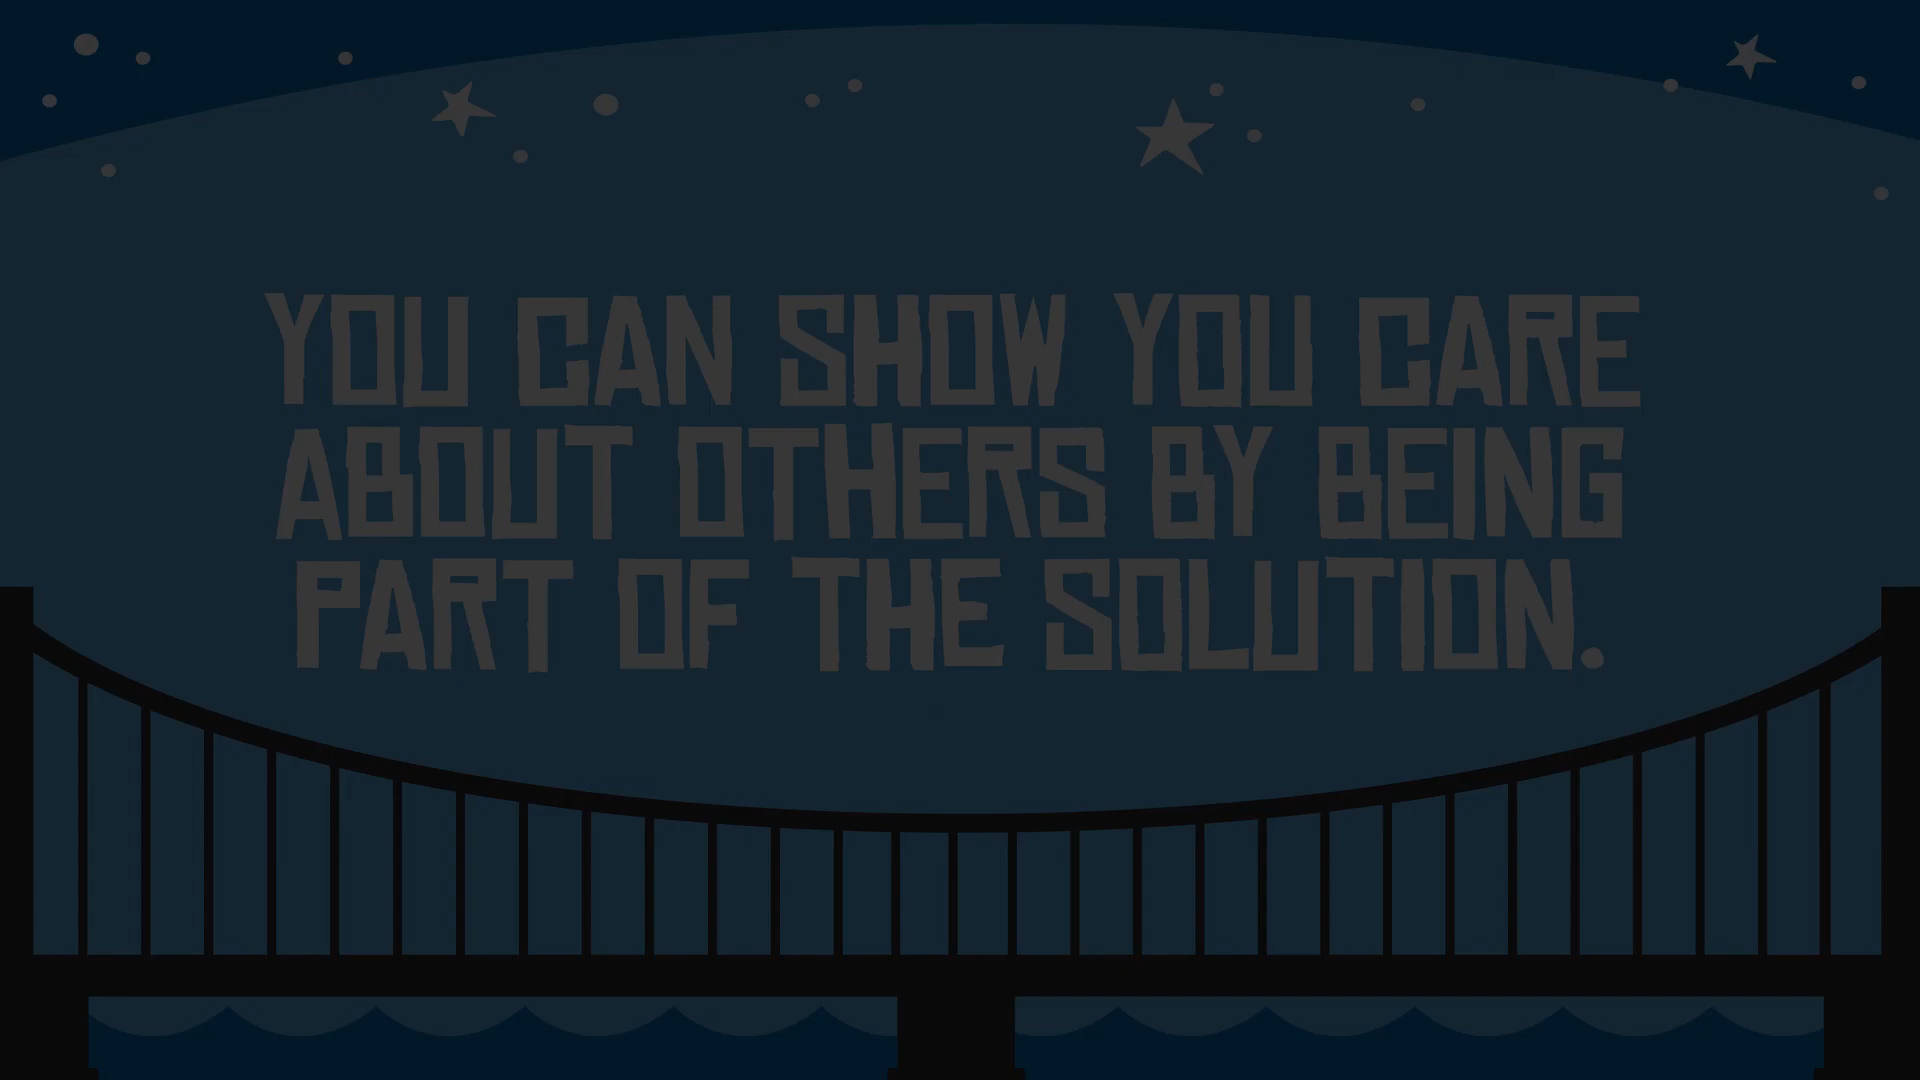 YOU CAN SHOW YOU CARE
ABOUT OTHERS BY BEING
PART OF THE SOLUTION.